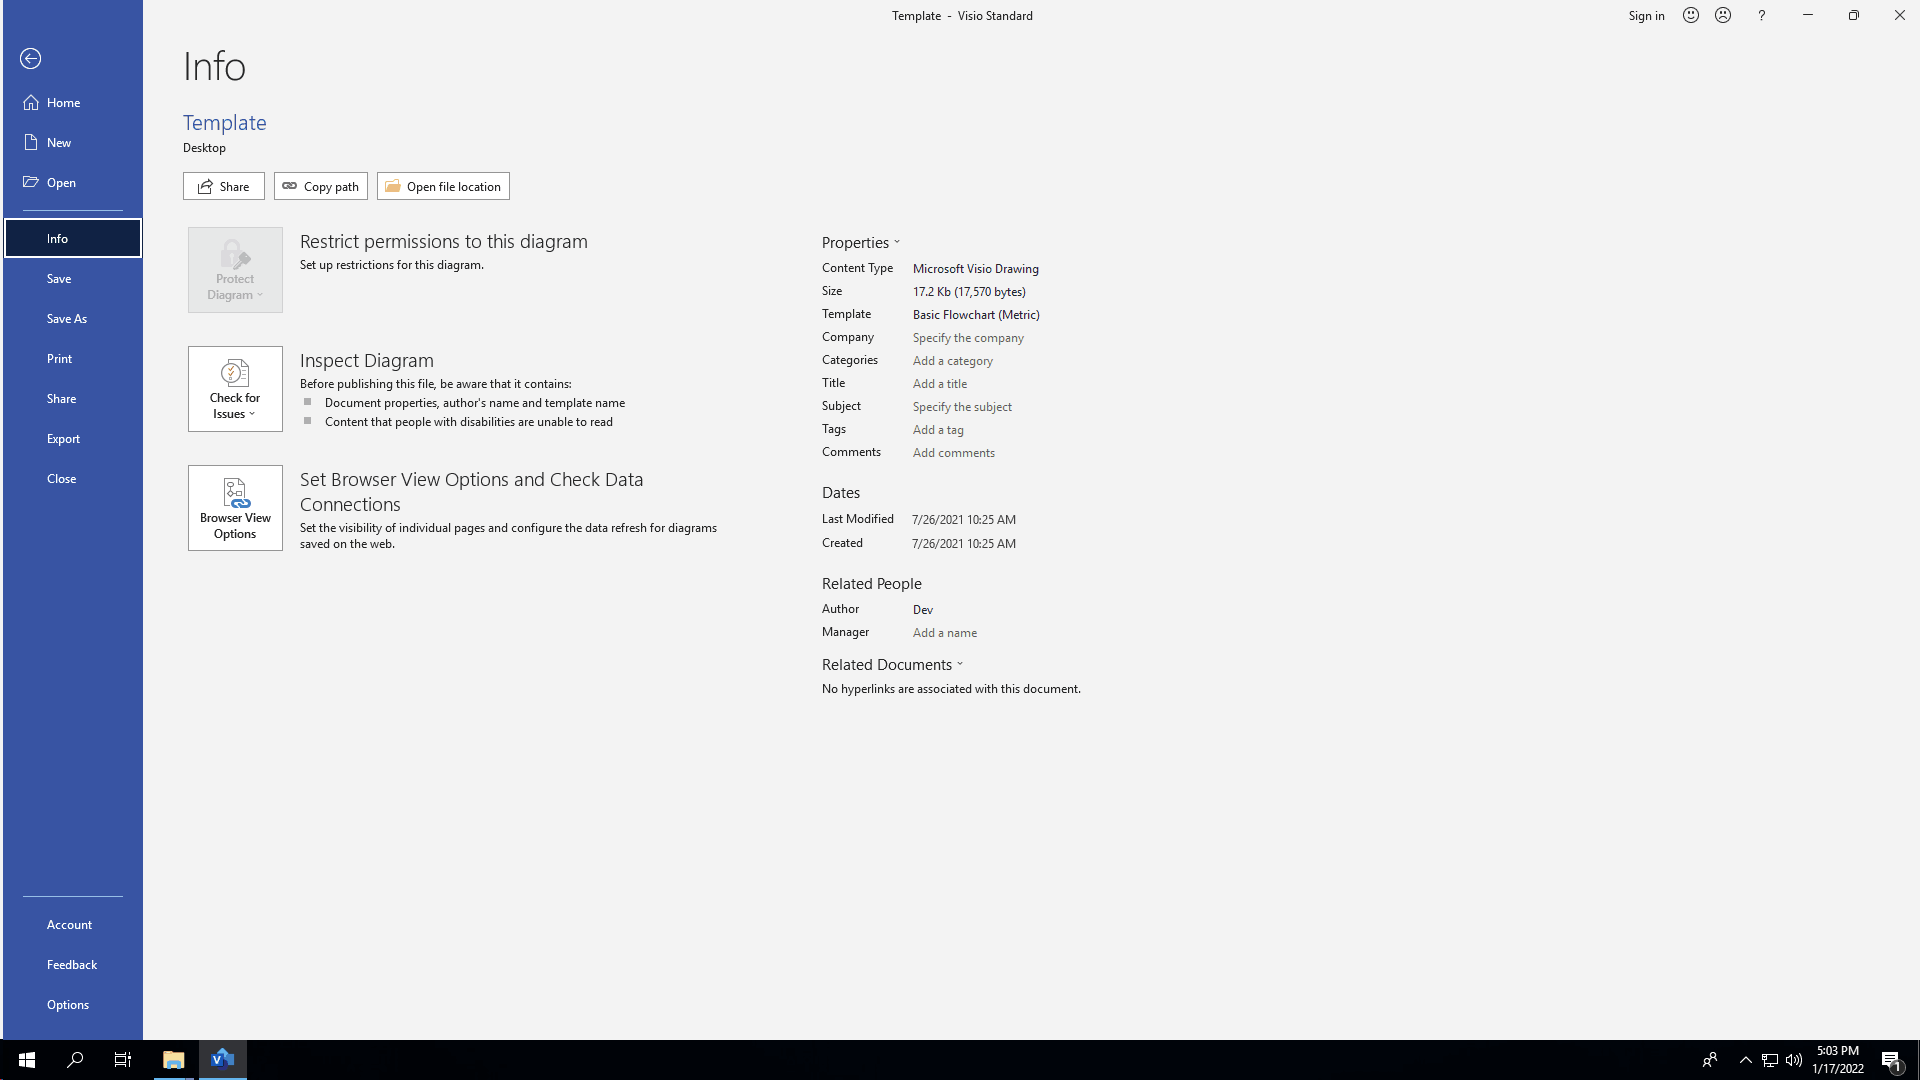 Template - Visio Standard
Sign in
?
Info
Home
New
Open
Info
Save
Save As
Print
Share
Export
Close
Account
Feedback
Options
Template
Desktop
Share
Copy path
Open file location
Protect
Diagram
Restrict permissions to this diagram
Set up restrictions for this diagram.
Check for
Issues
Inspect Diagram
Before publishing this file, be aware that it contains:
Document properties, author's name and template name
Content that people with disabilities are unable to read
Browser View
Options
Set Browser View Options and Check Data
Connections
Set the visibility of individual pages and configure the data refresh for diagrams
saved on the web.
Properties
Content Type Microsoft Visio Drawing
Size 17.2 Kb (17,570 bytes)
Template Basic Flowchart (Metric)
Company Specify the company
Categories Add a category
Title Add a title
Subject Specify the subject
Tags Add a tag
Comments Add comments
Dates
Last Modified 7/26/2021 10:25 AM
Created 7/26/2021 10:25 AM
Related People
Author Dev
Manager Add a name
Related Documents
No hyperlinks are associated with this document.
V
5:03 PM
1/17/2022
1